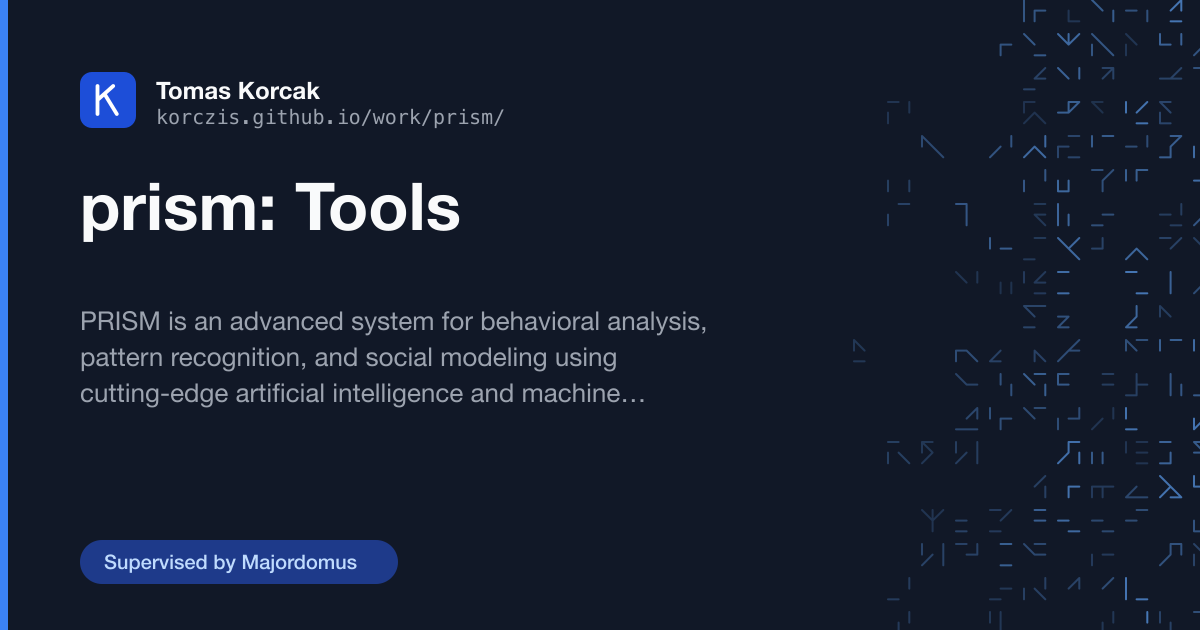 K
Tomas Korcak
korczis.github.io/work/prism/
prism: Tools
PRISM is an advanced system for behavioral analysis,
pattern recognition, and social modeling using
cutting-edge artificial intelligence and machine…
Supervised by Majordomus